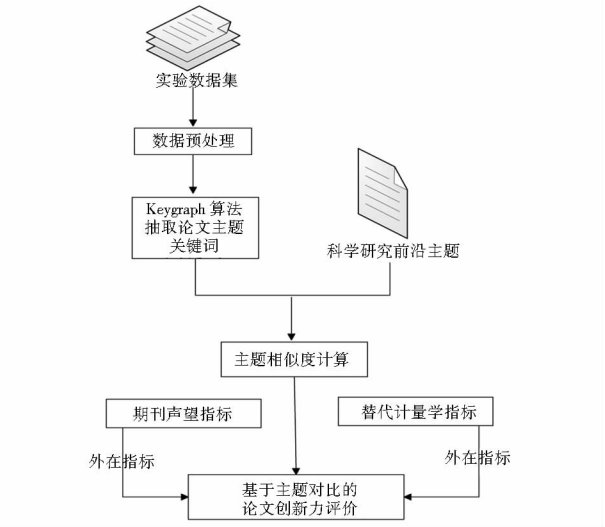 实验数据集
数据预处理
Keygraph 算法
抽取论文主题
关键词
科学研究前沿主题
主题相似度计算
期刊声望指标
替代计量学指标
外在指标
外在指标
基于主题对比的
论文创新力评价